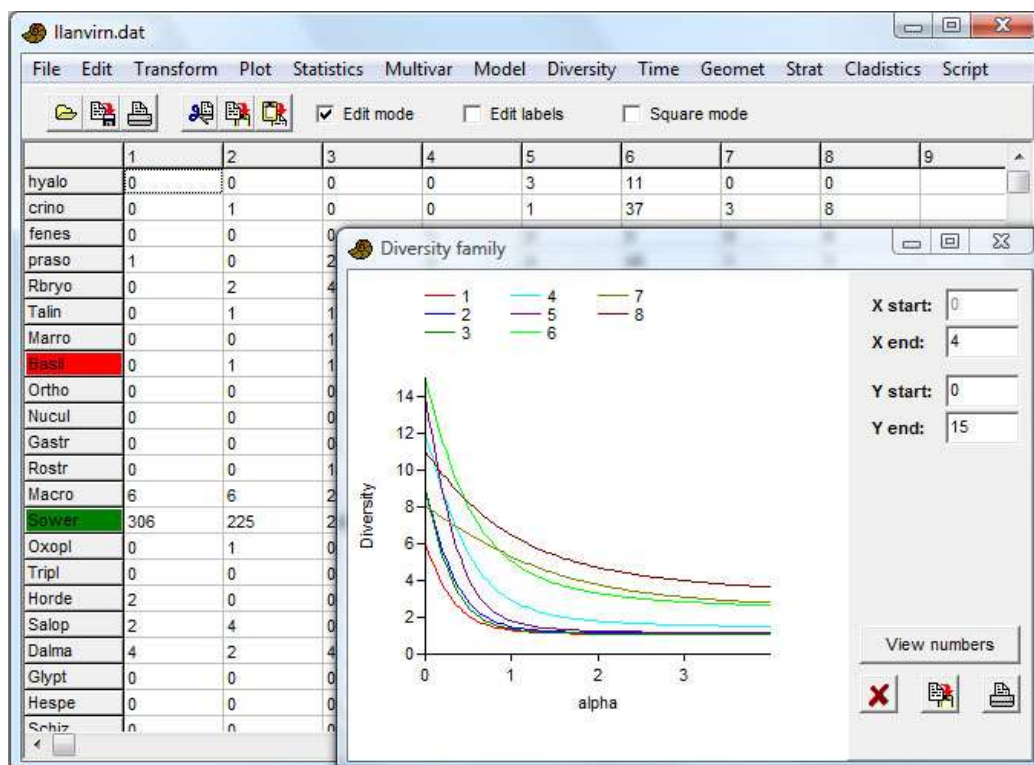 llanvirn.dat
File Edit Transform Plot Statistics Multivar Model Diversity Time Geomet Strat Cladistics Script
Edit mode Edit labels Square mode
1 2 3 4 5 6 7 8 9
hyalo 0 0 0 0 3 11 0 0
crino 0 1 0 0 1 37 3 8
fenes 0 0 0
praso 1 0 2
Rbryo 0 2 4
Talin 0 1 1
Marro 0 0 1
Basil 0 1 1
Ortho 0 0 0
Nucul 0 0 0
Gastr 0 0 0
Rostr 0 0 1
Macro 6 6 2
Sower 306 225 2
Oxopl 0 1 0
Tripl 0 0 0
Horde 2 0 0
Salop 2 4 0
Dalma 4 2 4
Glypt 0 0 0
Hespe 0 0 0
Schiz 0 0 0
Diversity family
1 4 7
2 5 8
3 6
14
12
10
8
6
4
2
0
Diversity
0 1 2 3
alpha
X start: 0
X end: 4
Y start: 0
Y end: 15
View numbers